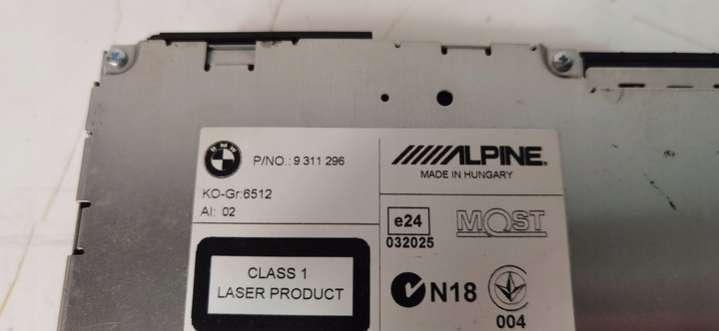 BMW
P/NO.: 9 311 296
KO-Gr:6512
AI: 02
CLASS 1
LASER PRODUCT
ALPINE
MADE IN HUNGARY
e24
032025
MOST
N18
004